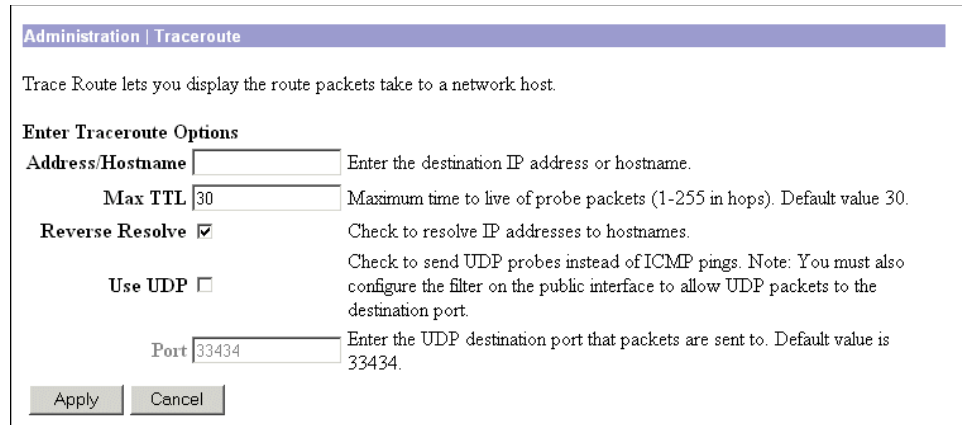 Administration | Traceroute
Trace Route lets you display the route packets take to a network host.
Enter Traceroute Options
Address/Hostname Enter the destination IP address or hostname.
Max TTL 30 Maximum time to live of probe packets (1-255 in hops). Default value 30.
Reverse Resolve Check to resolve IP addresses to hostnames.
Use UDP Check to send UDP probes instead of ICMP pings. Note: You must also
configure the filter on the public interface to allow UDP packets to the
destination port.
Port 33434 Enter the UDP destination port that packets are sent to. Default value is
33434.
Apply Cancel